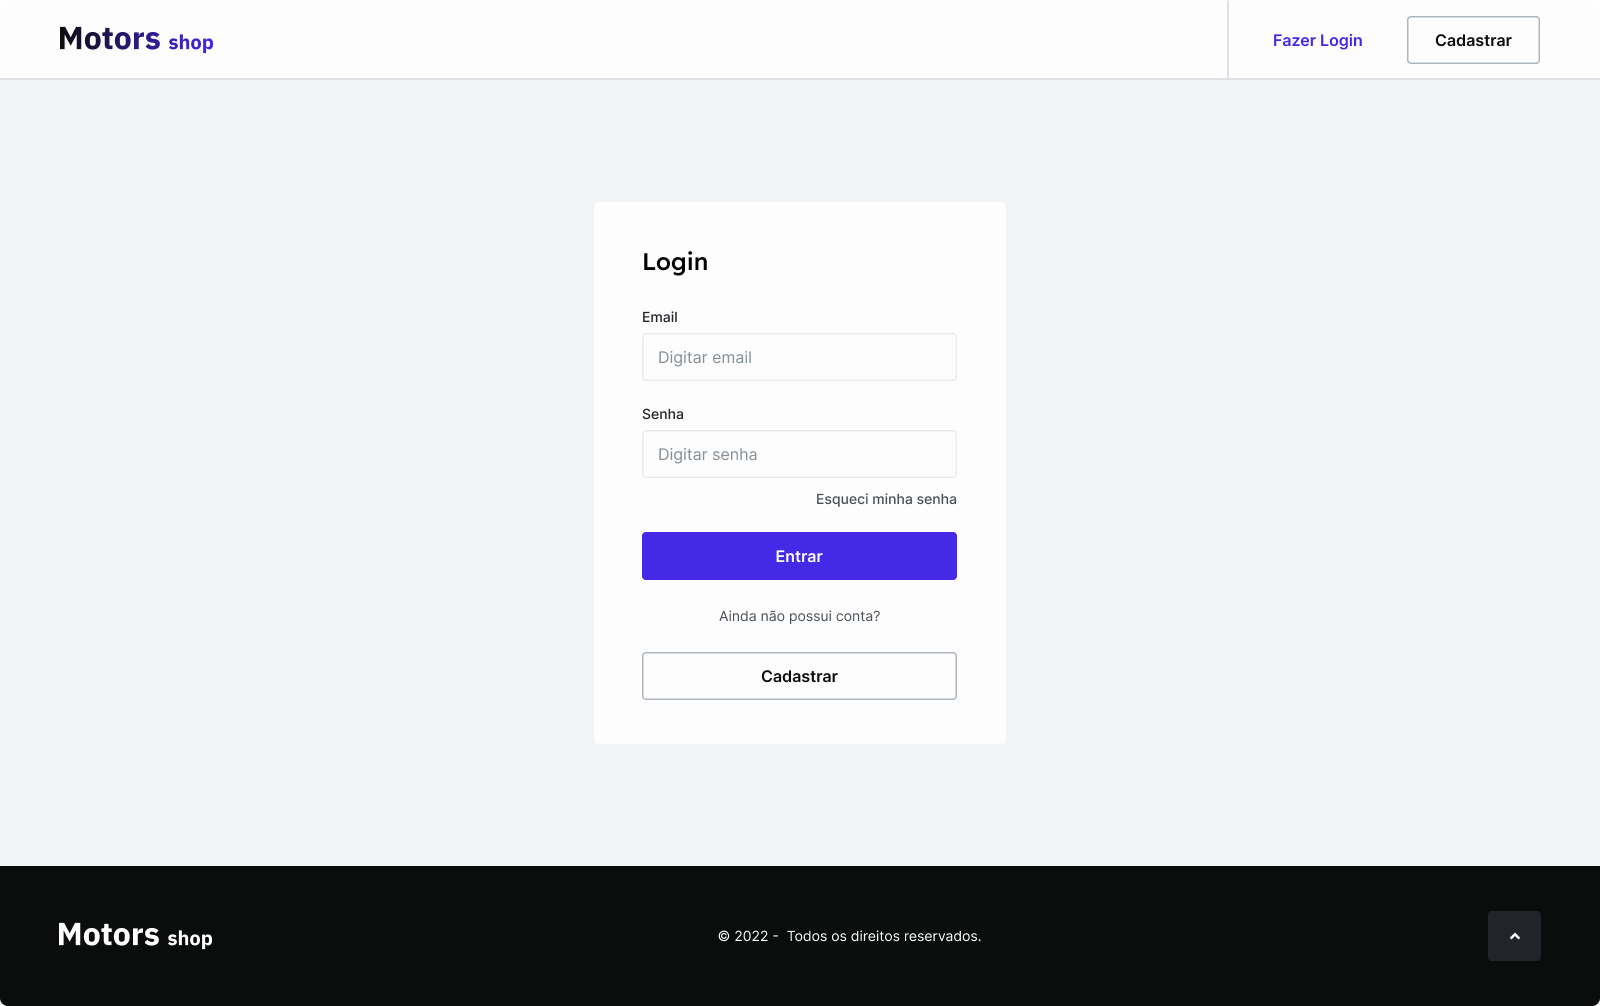 Motors shop
Fazer Login
Cadastrar
Login
Email
Digitar email
Senha
Digitar senha
Esqueci minha senha
Entrar
Ainda não possui conta?
Cadastrar
Motors shop
© 2022 -  Todos os direitos reservados.